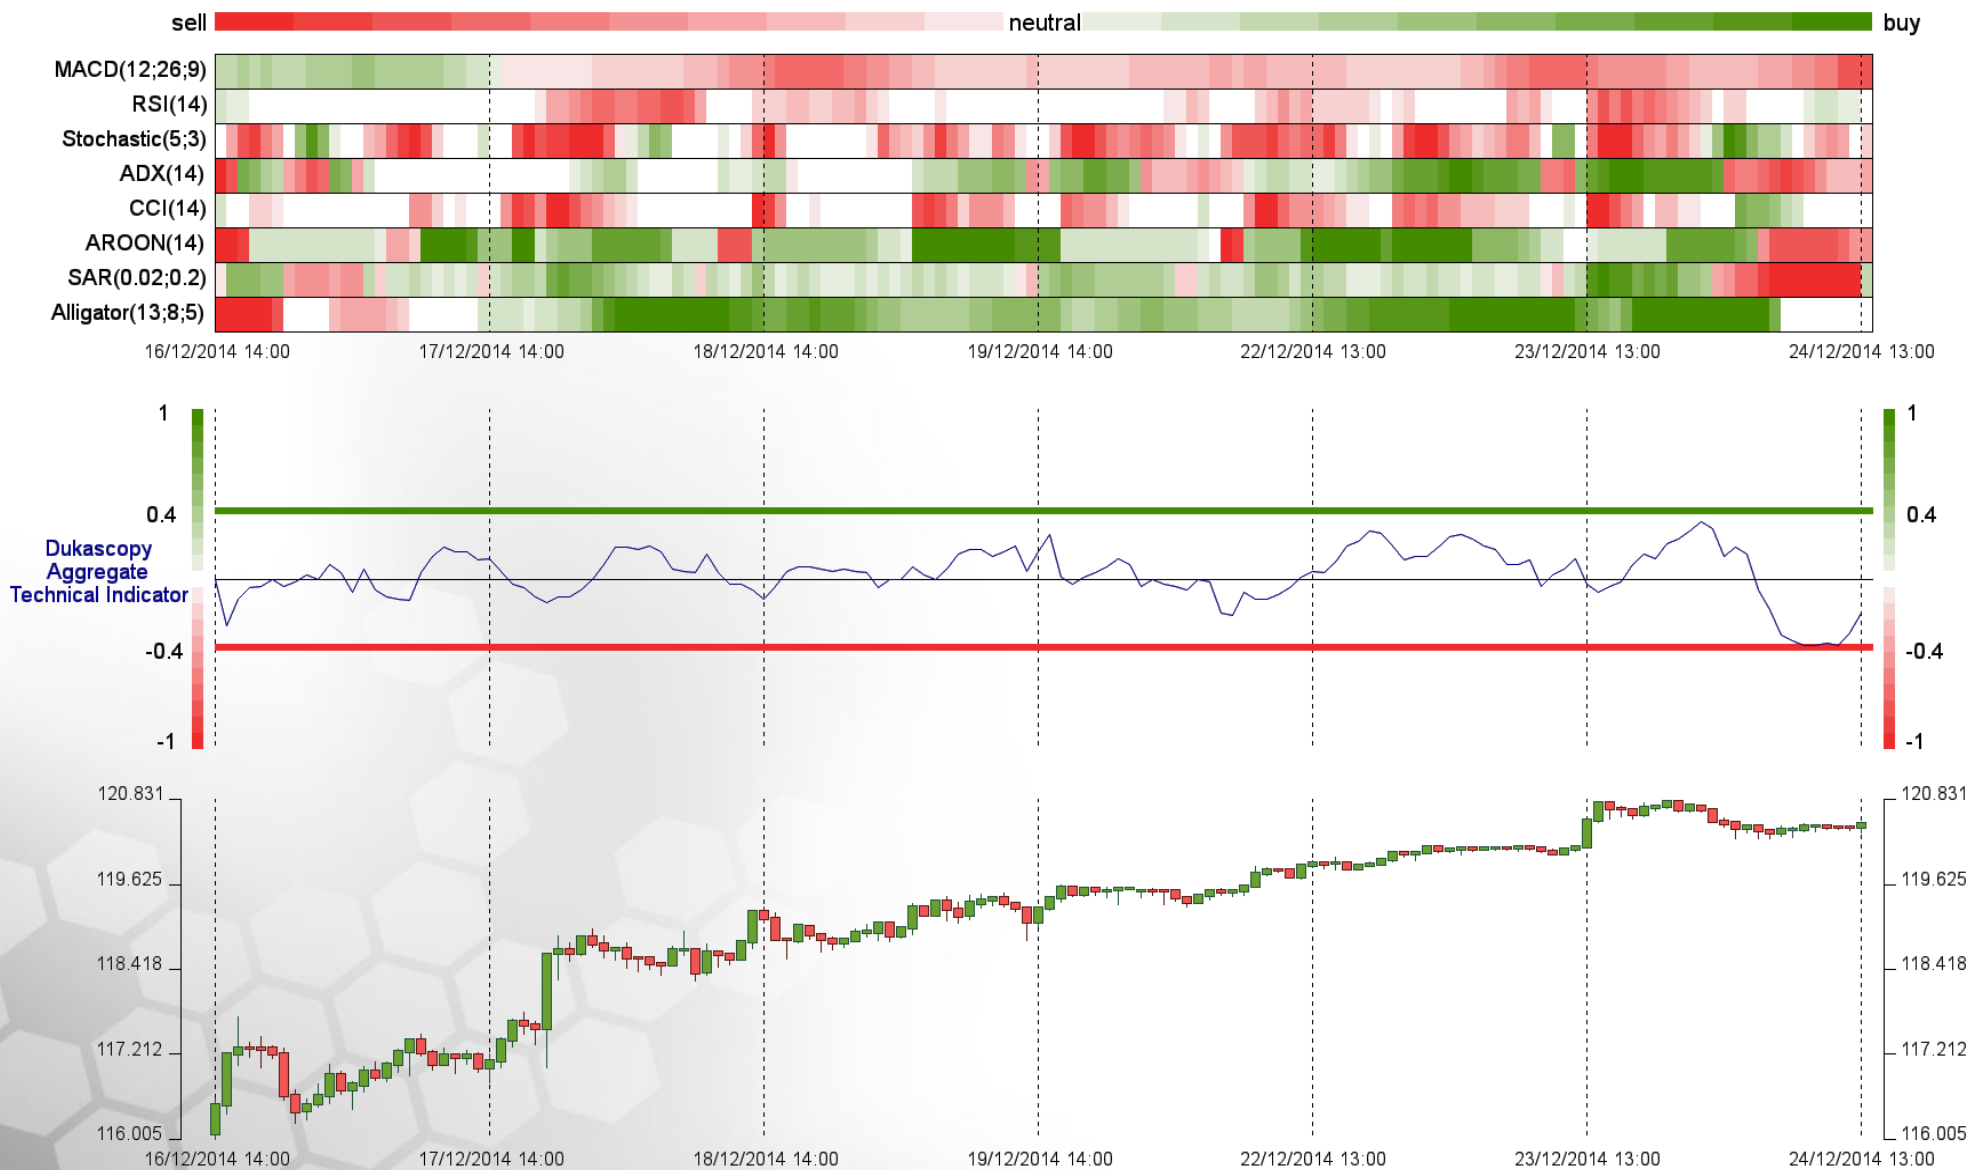 sell neutral buy
MACD(12;26;9)
RSI(14)
Stochastic(5;3)
ADX(14)
CCI(14)
AROON(14)
SAR(0.02;0.2)
Alligator(13;8;5)
16/12/2014 14:00 17/12/2014 14:00 18/12/2014 14:00 19/12/2014 14:00 22/12/2014 13:00 23/12/2014 13:00 24/12/2014 13:00
1 1
0.4 0.4
Dukascopy
Aggregate
Technical Indicator
-0.4 -0.4
-1 -1
120.831 120.831
119.625 119.625
118.418 118.418
117.212 117.212
116.005 116.005
16/12/2014 14:00 17/12/2014 14:00 18/12/2014 14:00 19/12/2014 14:00 22/12/2014 13:00 23/12/2014 13:00 24/12/2014 13:00